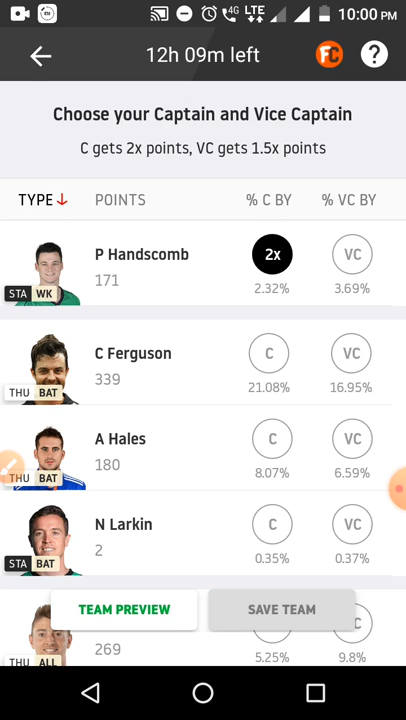 4G LTE 10:00 PM
12h 09m left FC ?
Choose your Captain and Vice Captain
C gets 2x points, VC gets 1.5x points
TYPE POINTS % C BY % VC BY
P Handscomb 2x VC
171 2.32% 3.69%
STA WK
C Ferguson C VC
339 21.08% 16.95%
THU BAT
A Hales C VC
180 8.07% 6.59%
THU BAT
N Larkin C VC
2 0.35% 0.37%
STA BAT
TEAM PREVIEW SAVE TEAM
269 5.25% 9.8%
THU ALL